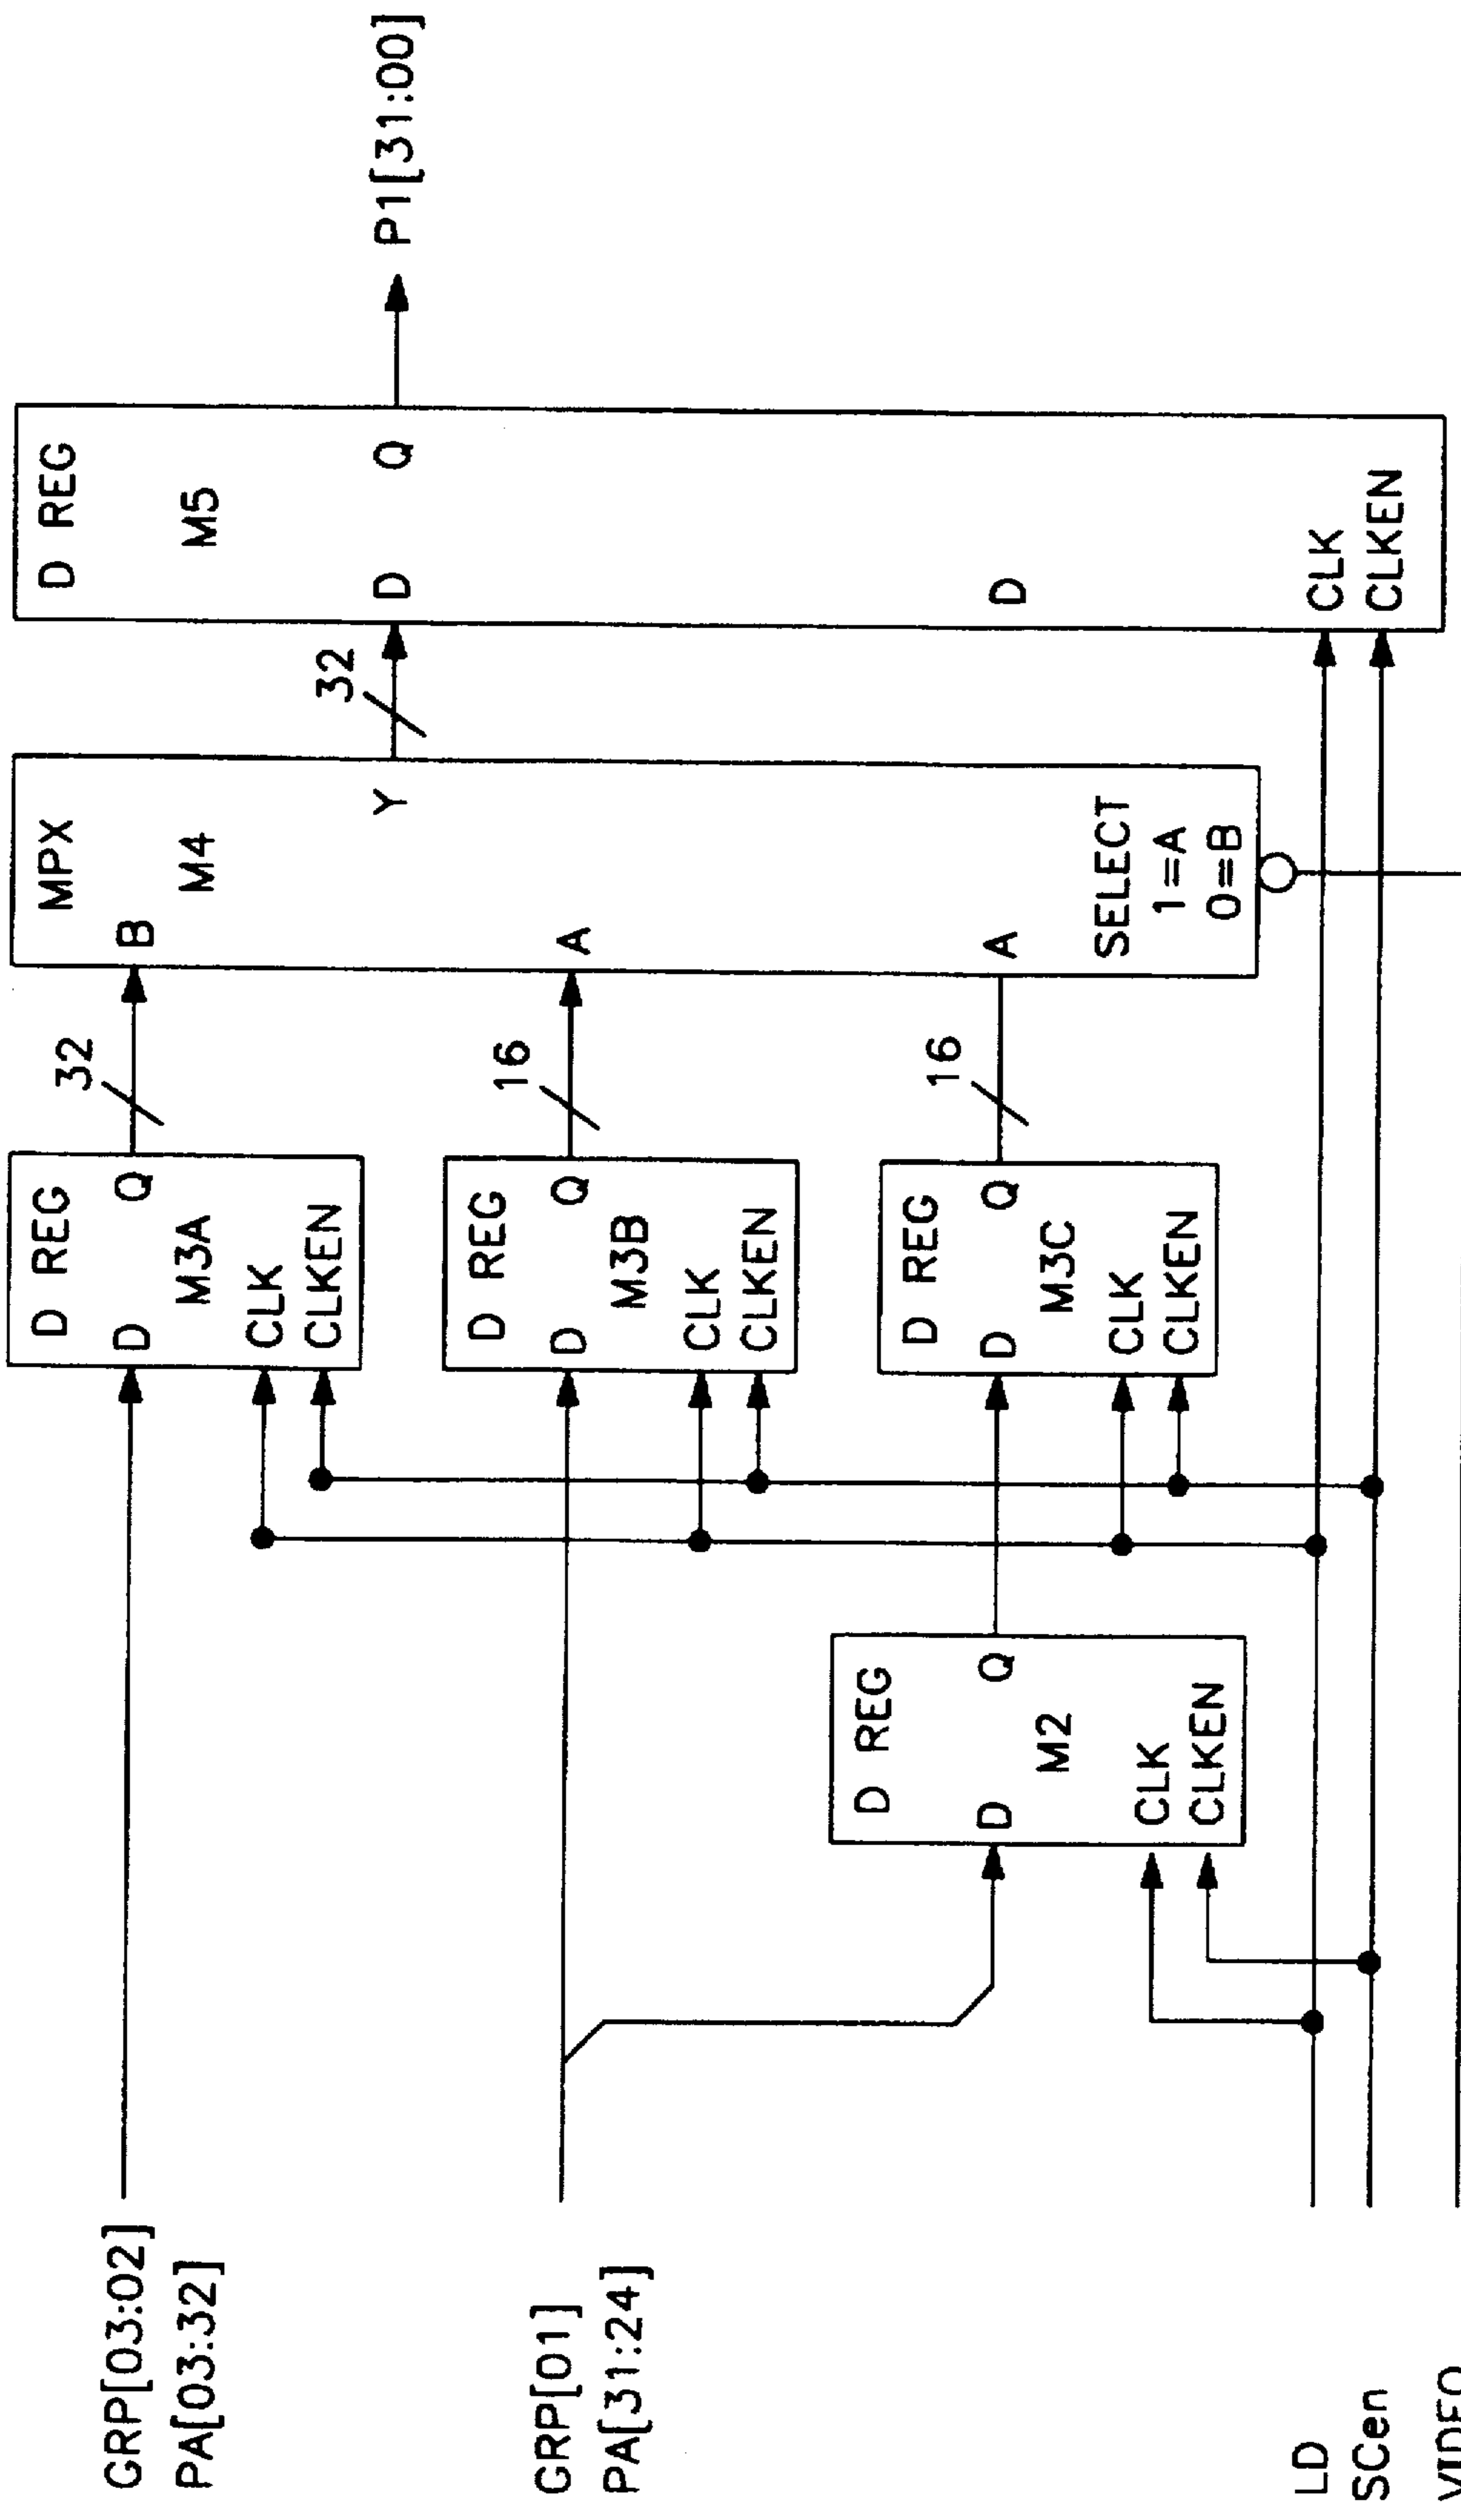 GRP[03:02]
PA[03:32]
D REG
M3A
D Q
CLK
CLKEN
32
MPX
M4
B
Y
32
D REG
M5
D Q
P1[31:00]
GRP[01]
PA[31:24]
D REG
D Q
M3B
CLK
CLKEN
16
A
D REG
D Q
M2
CLK
CLKEN
D REG
D Q
M3C
CLK
CLKEN
16
A
D
SELECT
1=A
0=B
CLK
CLKEN
LD
SCen
VIDEO